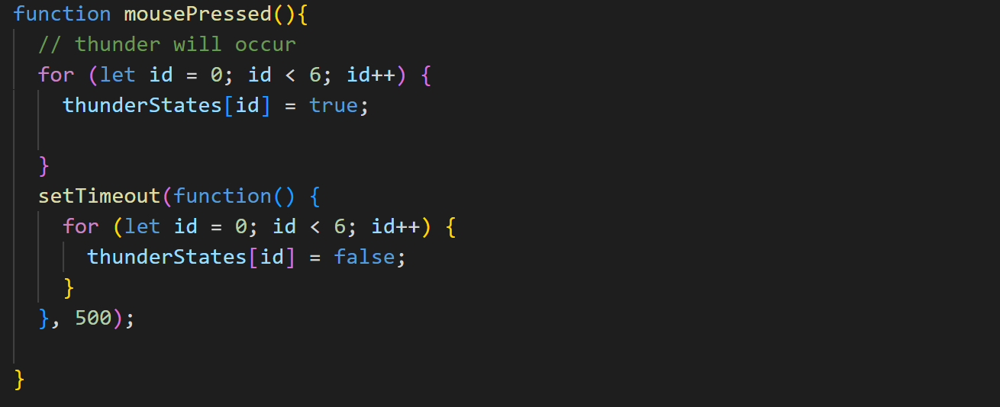 function mousePressed(){
  // thunder will occur
  for (let id = 0; id < 6; id++) {
    thunderStates[id] = true;

  }
  setTimeout(function() {
    for (let id = 0; id < 6; id++) {
      thunderStates[id] = false;
    }
  }, 500);

}